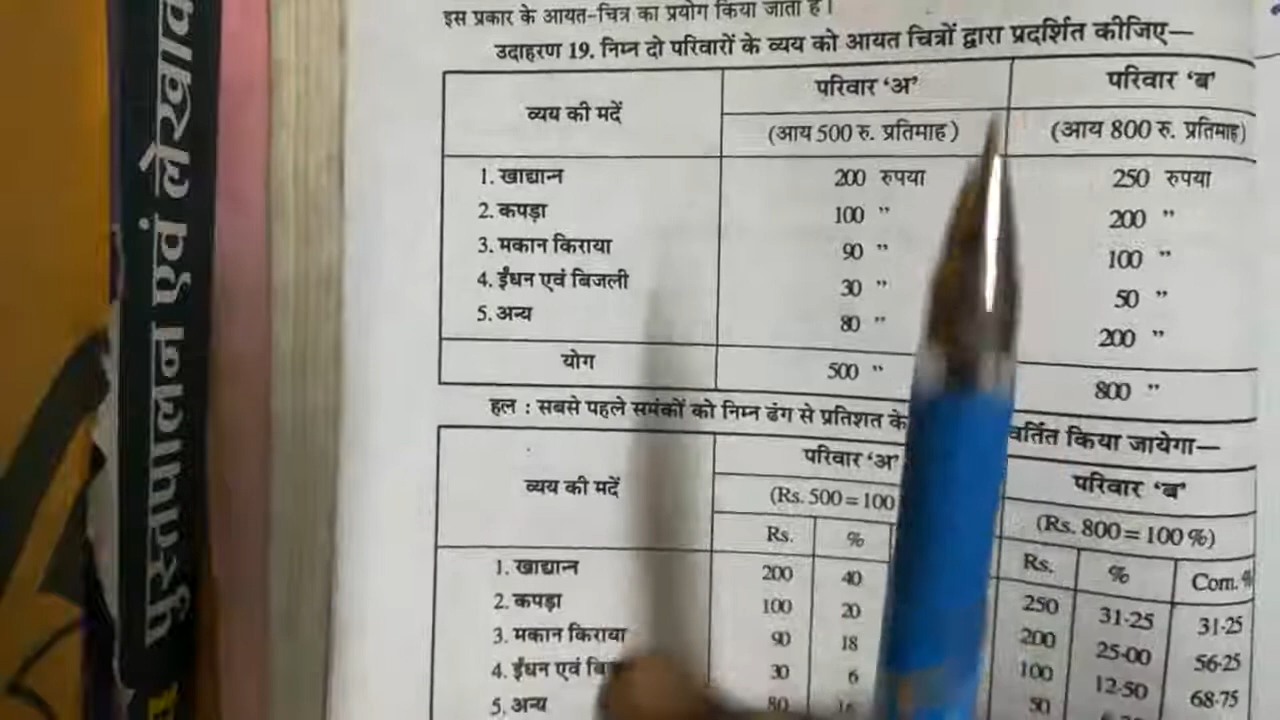 पुस्तापालन एवं लेखाक
इस प्रकार के आयत-चित्र का प्रयोग किया जाता है।
उदाहरण 19. निम्न दो परिवारों के व्यय को आयत चित्रों द्वारा प्रदर्शित कीजिए—
व्यय की मदें परिवार ‘अ’ परिवार ‘ब’
(आय 500 रु. प्रतिमाह) (आय 800 रु. प्रतिमाह)
1. खाद्यान्न 200 रुपया 250 रुपया
2. कपड़ा 100 ” 200 ”
3. मकान किराया 90 ” 100 ”
4. ईंधन एवं बिजली 30 ” 50 ”
5. अन्य 80 ” 200 ”
योग 500 ” 800 ”
हल : सबसे पहले समंकों को निम्न ढंग से प्रतिशत के वर्तित किया जायेगा—
व्यय की मदें परिवार ‘अ’ परिवार ‘ब’
(Rs. 500 = 100 (Rs. 800 = 100 %)
Rs. % Rs. % Com. %
1. खाद्यान्न 200 40 250 31·25 31·25
2. कपड़ा 100 20 200 25·00 56·25
3. मकान किराया 90 18 100 12·50 68·75
4. ईंधन एवं बि 30 6 50
5. अन्य 80